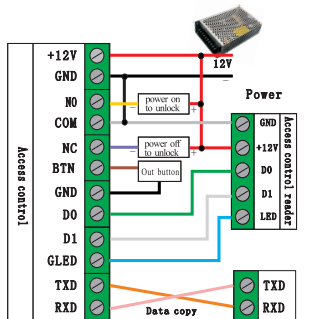 12V
−
Power
Access control
+12V
GND
N0
COM
NC
BTN
GND
D0
D1
GLED
TXD
RXD
− power on +
to unlock
− power off +
to unlock
Out button
Data copy
GND
+12V
D0
D1
LED
Access control reader
TXD
RXD